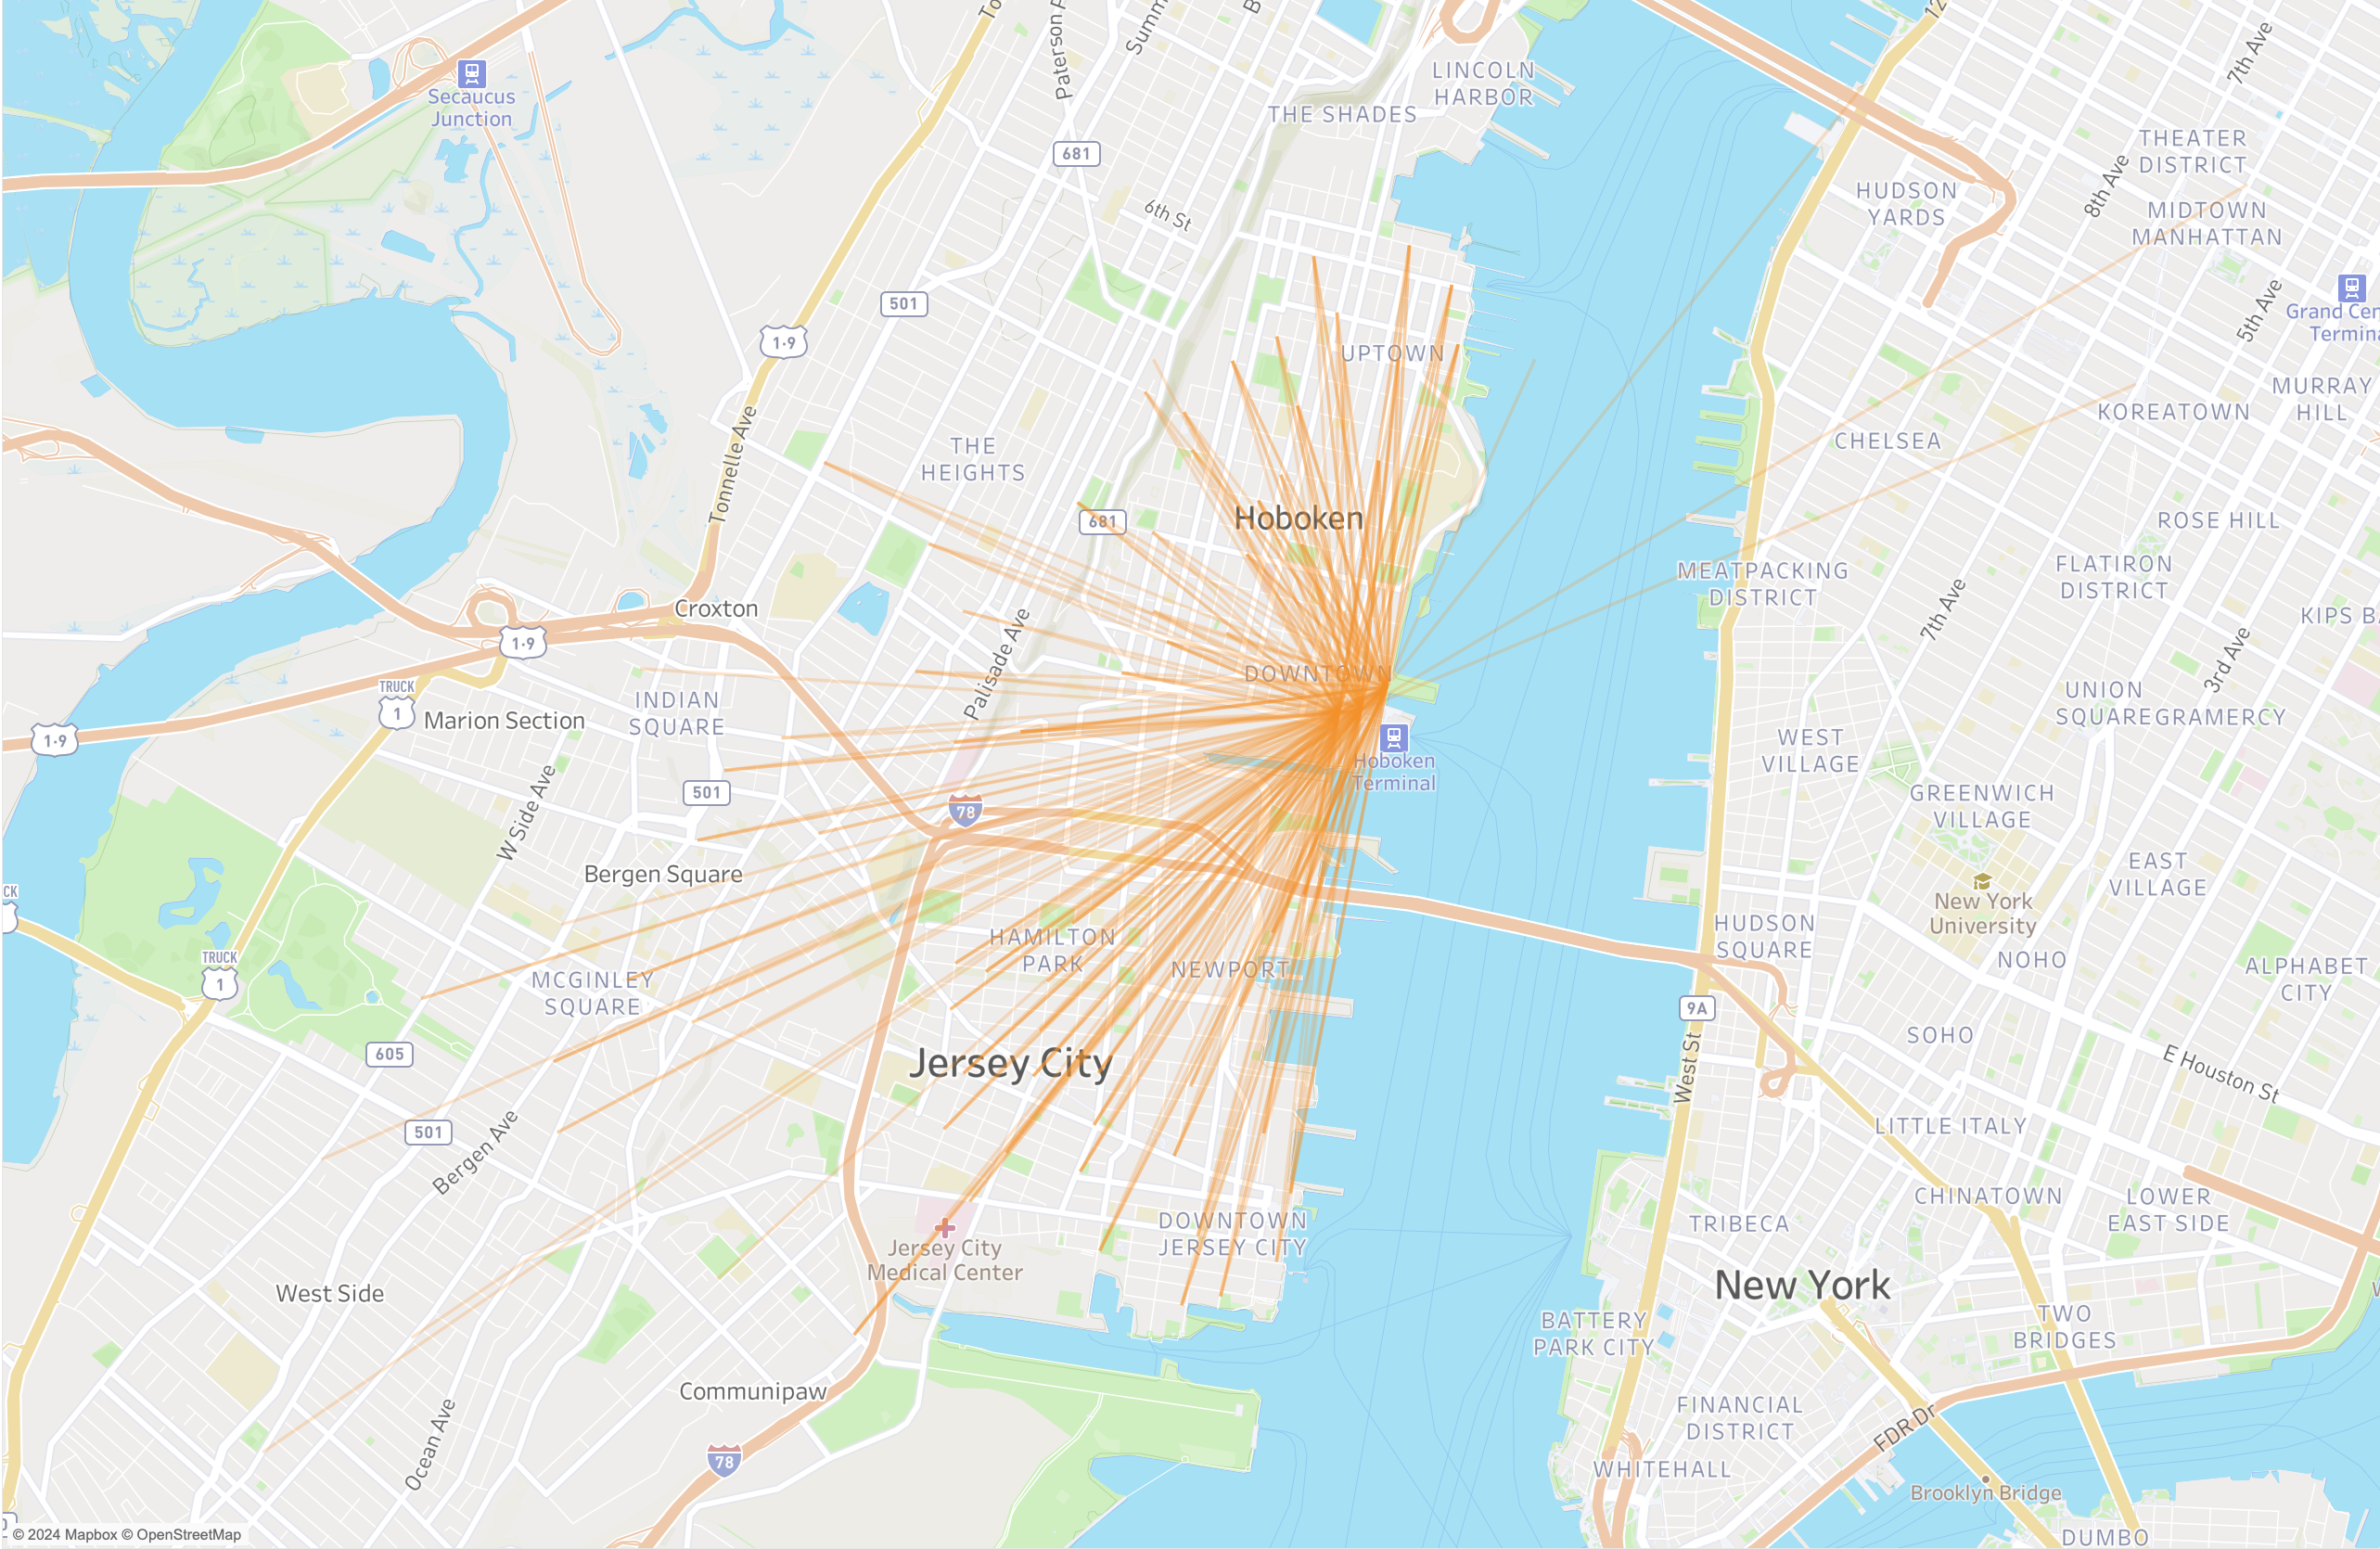 To
Paterson P
Summ
B
12
7th Ave
LINCOLN
HARBOR
THE SHADES
Secaucus
Junction
681
6th St
THEATER
DISTRICT
8th Ave
HUDSON
YARDS
MIDTOWN
MANHATTAN
501
1·9
5th Ave
Grand Cen
Termina
UPTOWN
MURRAY
HILL
KOREATOWN
CHELSEA
THE
HEIGHTS
Tonnelle Ave
681
Hoboken
ROSE HILL
MEATPACKING
DISTRICT
FLATIRON
DISTRICT
7th Ave
KIPS B
Croxton
1·9
Palisade Ave
3rd Ave
DOWNTOWN
TRUCK
1
Marion Section
INDIAN
SQUARE
UNION
SQUARE
GRAMERCY
1·9
WEST
VILLAGE
Hoboken
Terminal
501
78
W Side Ave
GREENWICH
VILLAGE
Bergen Square
EAST
VILLAGE
CK
New York
University
HAMILTON
PARK
HUDSON
SQUARE
NOHO
NEWPORT
ALPHABET
CITY
TRUCK
1
MCGINLEY
SQUARE
9A
SOHO
605
Jersey City
West St
E Houston St
501
Bergen Ave
LITTLE ITALY
CHINATOWN
LOWER
EAST SIDE
DOWNTOWN
JERSEY CITY
TRIBECA
Jersey City
Medical Center
West Side
New York
BATTERY
PARK CITY
TWO
BRIDGES
Communipaw
FINANCIAL
DISTRICT
FDR Dr
Ocean Ave
78
WHITEHALL
Brooklyn Bridge
© 2024 Mapbox © OpenStreetMap
DUMBO